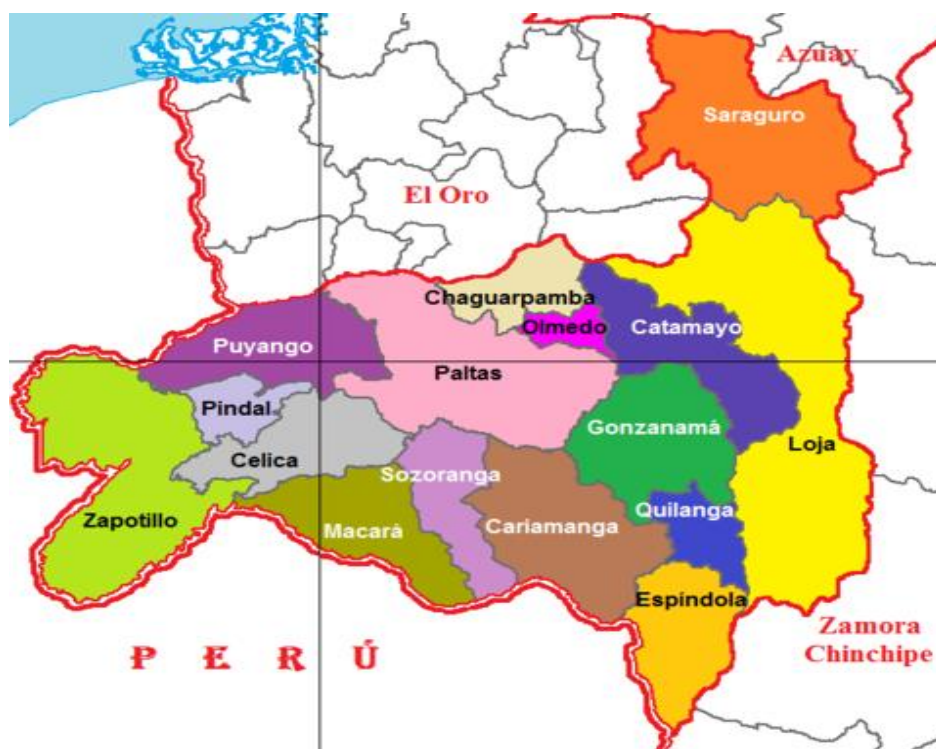 Azuay
Saraguro
El Oro
Chaguarpamba
Olmedo
Catamayo
Puyango
Paltas
Pindal
Gonzanamá
Loja
Celica
Sozoranga
Quilanga
Zapotillo
Macará
Cariamanga
Espíndola
Zamora
Chinchipe
P E R Ú